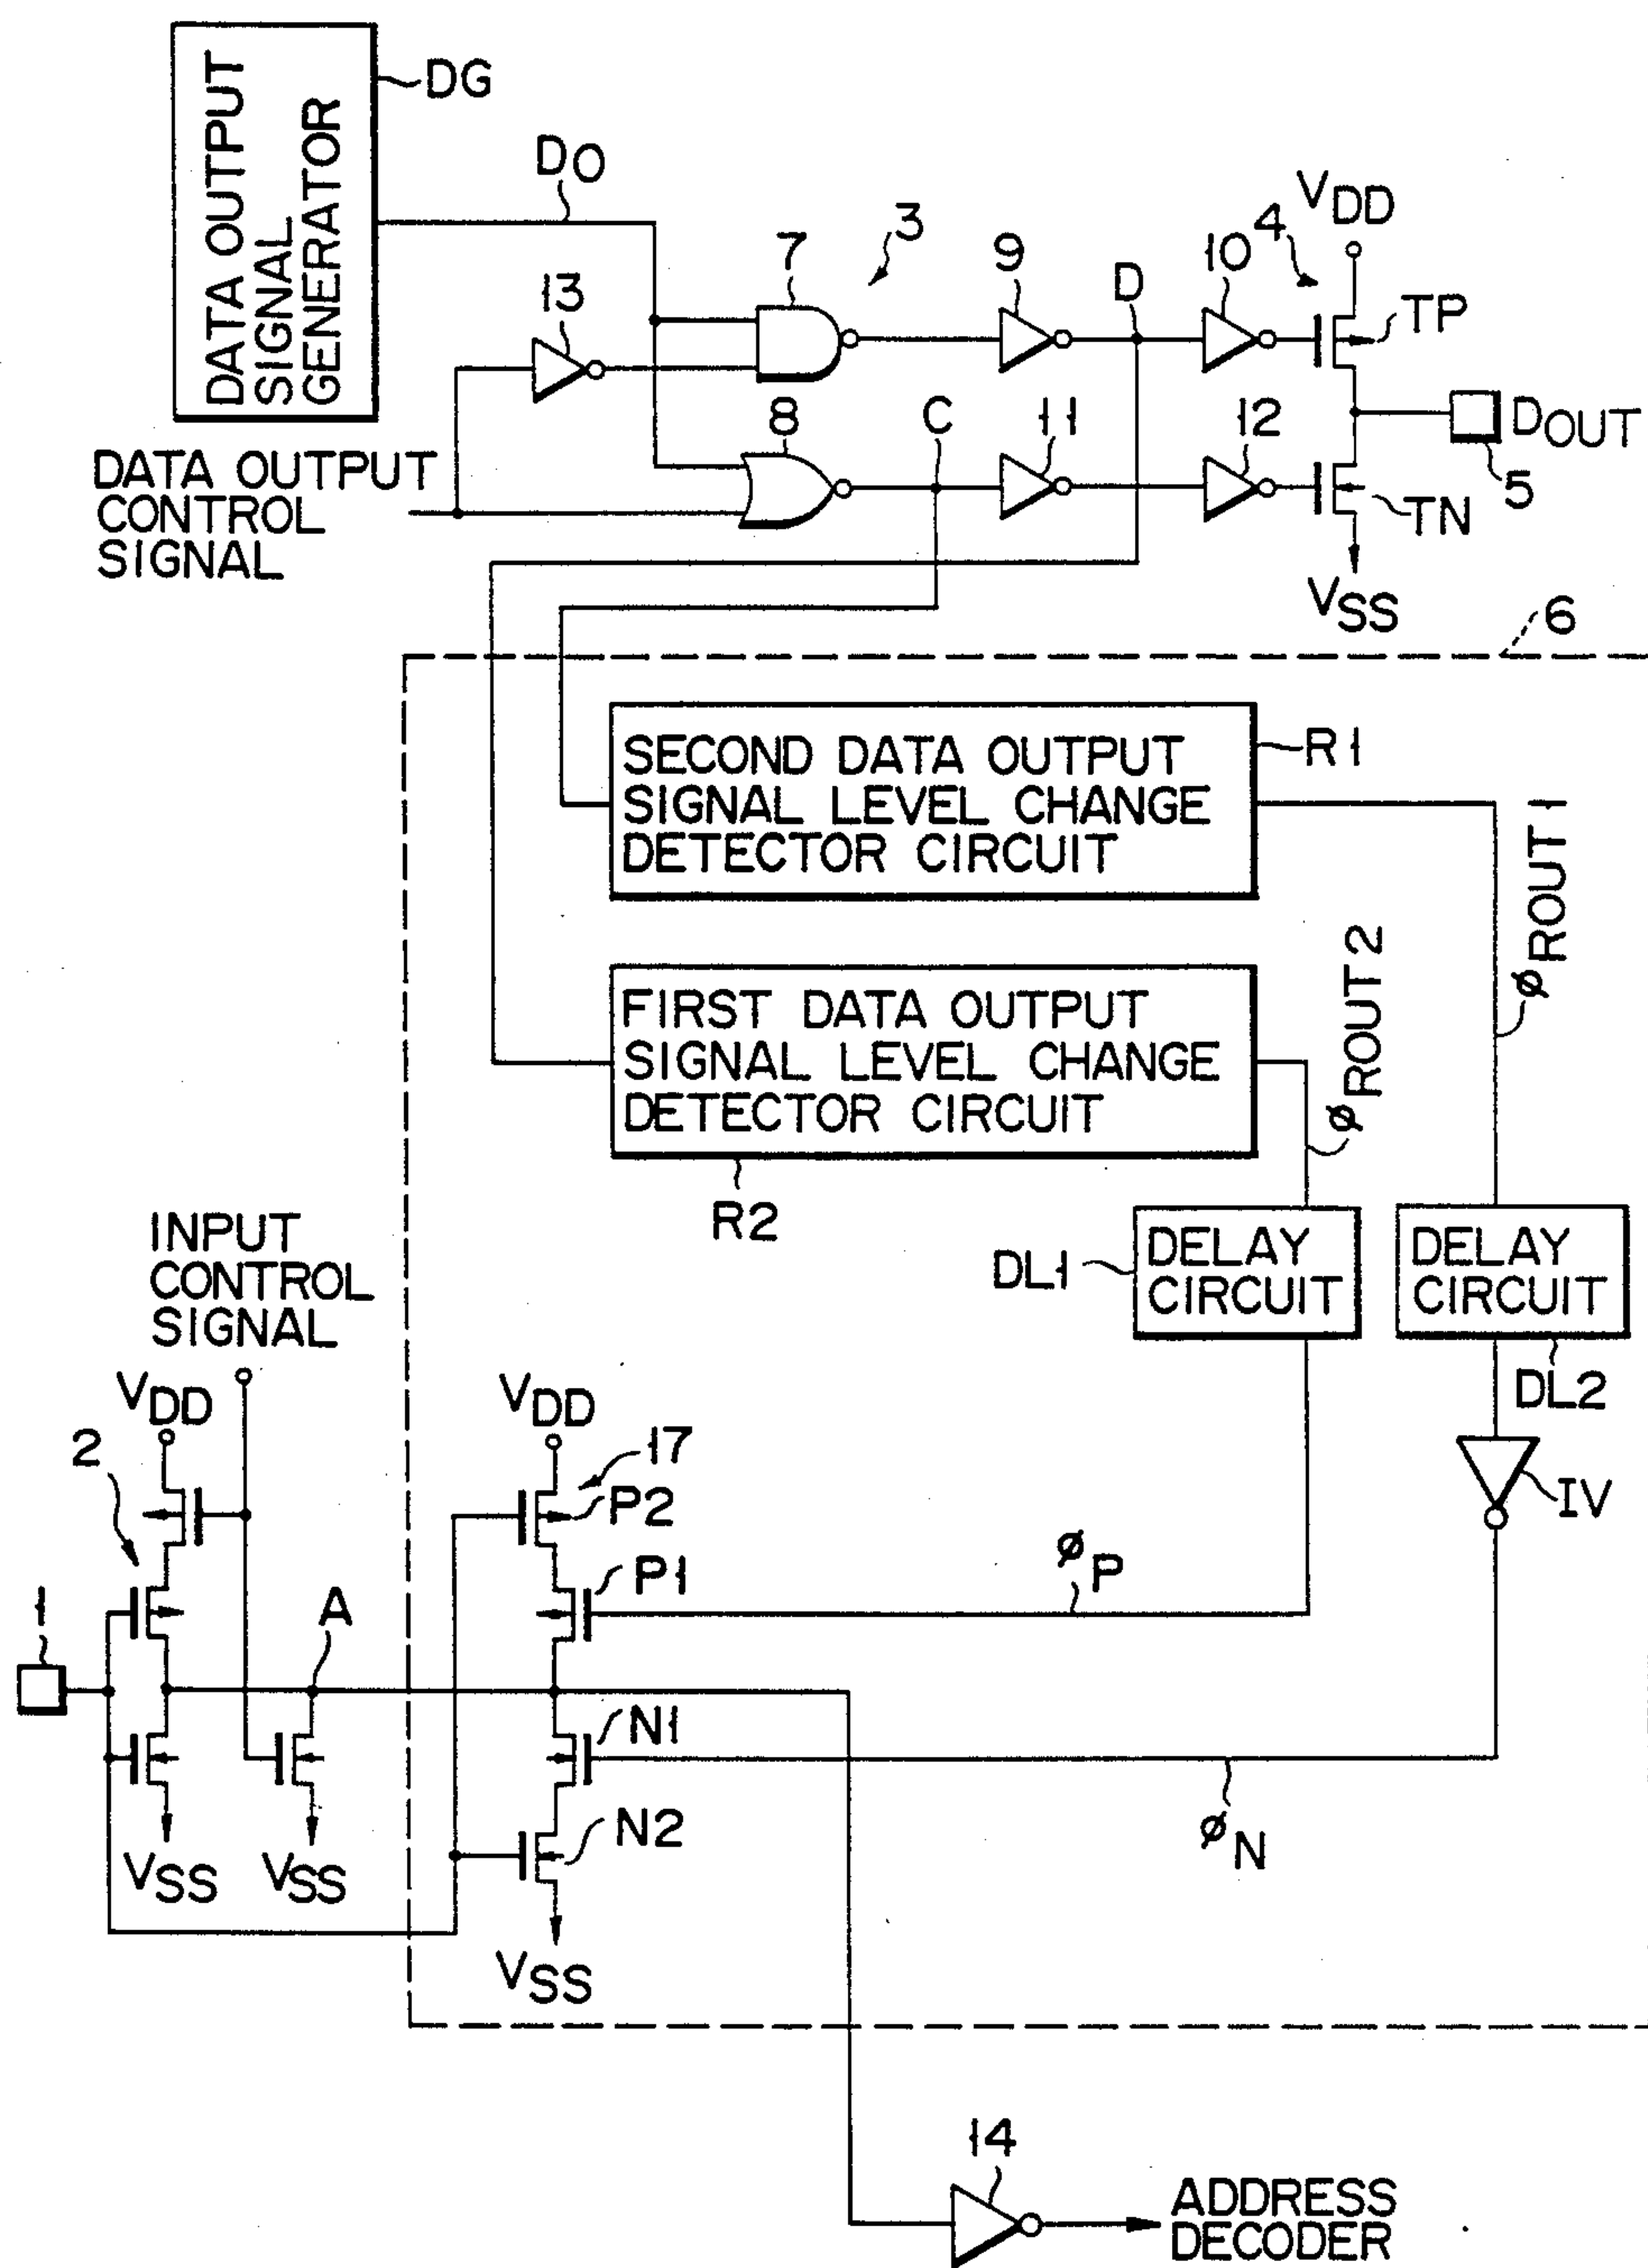 DATA OUTPUT
SIGNAL
GENERATOR
DG
DO
3
VDD
7
9
D
10
4
13
TP
8
C
11
12
DOUT
DATA OUTPUT
CONTROL
SIGNAL
5
TN
VSS
6
SECOND DATA OUTPUT
SIGNAL LEVEL CHANGE
DETECTOR CIRCUIT
R1
φROUT1
FIRST DATA OUTPUT
SIGNAL LEVEL CHANGE
DETECTOR CIRCUIT
φROUT2
R2
INPUT
CONTROL
SIGNAL
DL1
DELAY
CIRCUIT
DELAY
CIRCUIT
DL2
VDD
VDD
2
17
P2
IV
P1
φP
1
A
N1
N2
φN
VSS
VSS
VSS
14
ADDRESS
DECODER